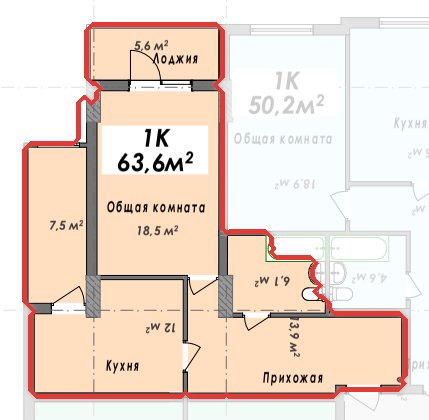 5,6 м²
Лоджия
1К
63,6м²
1К
50,2м²
Общая комната
18,9 м²
Кухня
Общая комната
18,5 м²
7,5 м²
6,1 м²
4,6 м²
12 м²
Кухня
13,9 м²
Прихожая
При